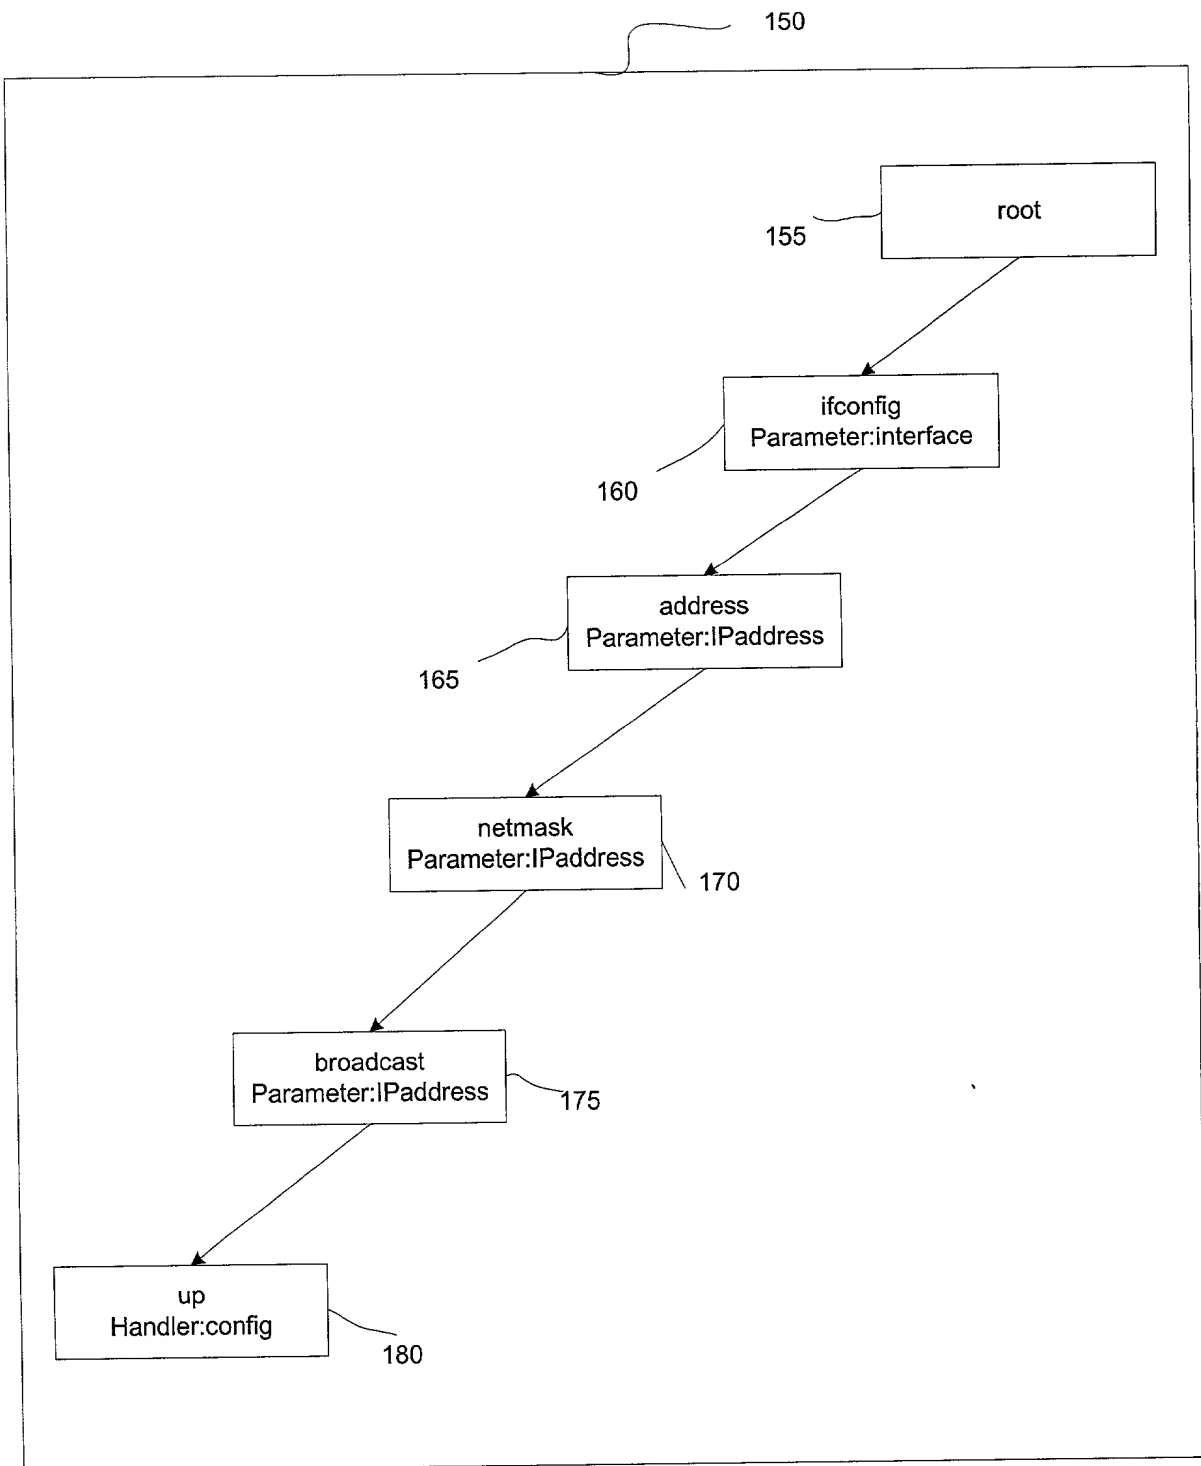 150
root
155
ifconfig
Parameter:interface
160
address
Parameter:IPaddress
165
netmask
Parameter:IPaddress
170
broadcast
Parameter:IPaddress
175
up
Handler:config
180